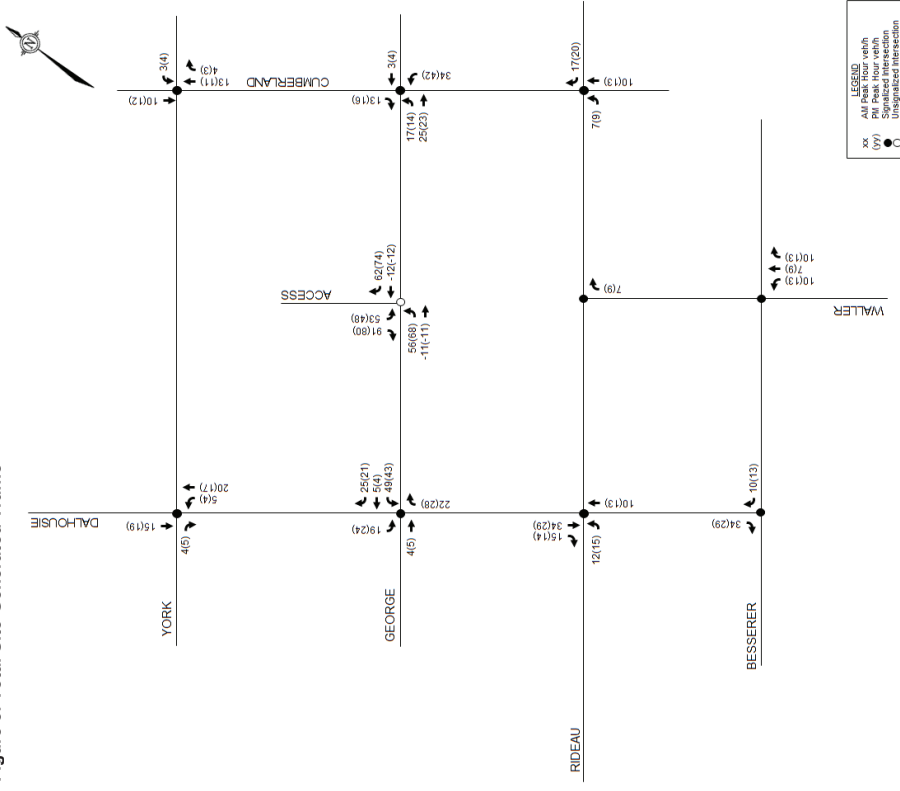 Figure 8: Total Site-Generated Volume
N
DALHOUSIE
YORK
GEORGE
RIDEAU
BESSERER
ACCESS
CUMBERLAND
WALLER
15(19)
4(5)
5(4)
20(17)
10(12)
3(4)
13(11)
4(3)
25(21)
5(4)
49(43)
19(24)
4(5)
22(28)
91(80)
53(48)
62(74)
-12(-12)
56(68)
-11(-11)
13(16)
3(4)
17(14)
25(23)
34(42)
15(14)
34(29)
12(15)
10(13)
7(9)
17(20)
7(9)
10(13)
34(29)
10(13)
10(13)
7(9)
10(13)
LEGEND
xx AM Peak Hour veh/h
(yy) PM Peak Hour veh/h
Signalized Intersection
Unsignalized Intersection